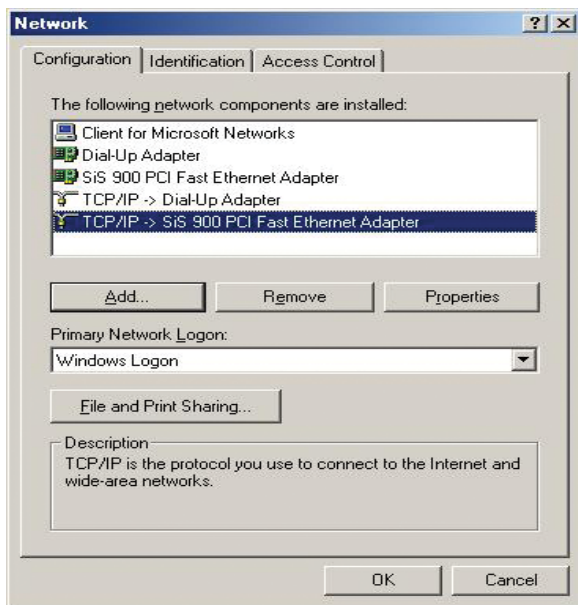 Network
Configuration Identification Access Control
The following network components are installed:
Client for Microsoft Networks
Dial-Up Adapter
SiS 900 PCI Fast Ethernet Adapter
TCP/IP -> Dial-Up Adapter
TCP/IP -> SiS 900 PCI Fast Ethernet Adapter
Add... Remove Properties
Primary Network Logon:
Windows Logon
File and Print Sharing...
Description
TCP/IP is the protocol you use to connect to the Internet and
wide-area networks.
OK Cancel